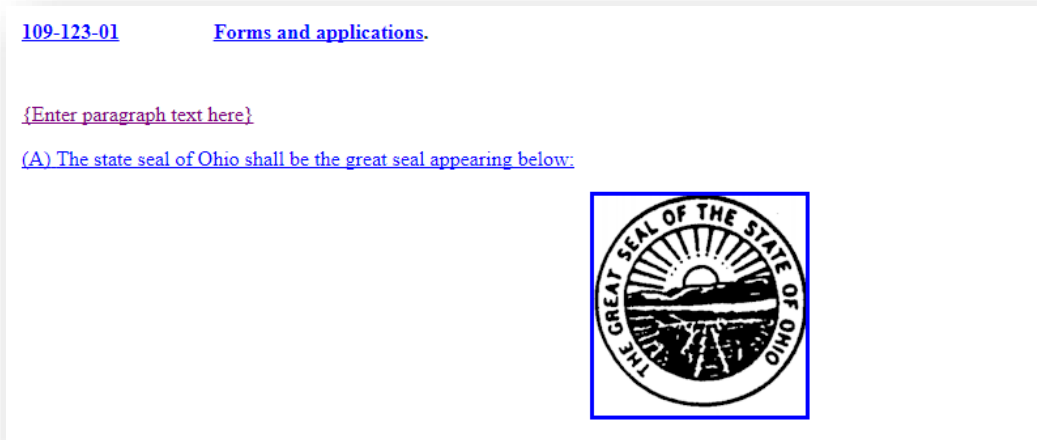 109-123-01 Forms and applications.
{Enter paragraph text here}
(A) The state seal of Ohio shall be the great seal appearing below:
THE GREAT SEAL OF THE STATE OF OHIO